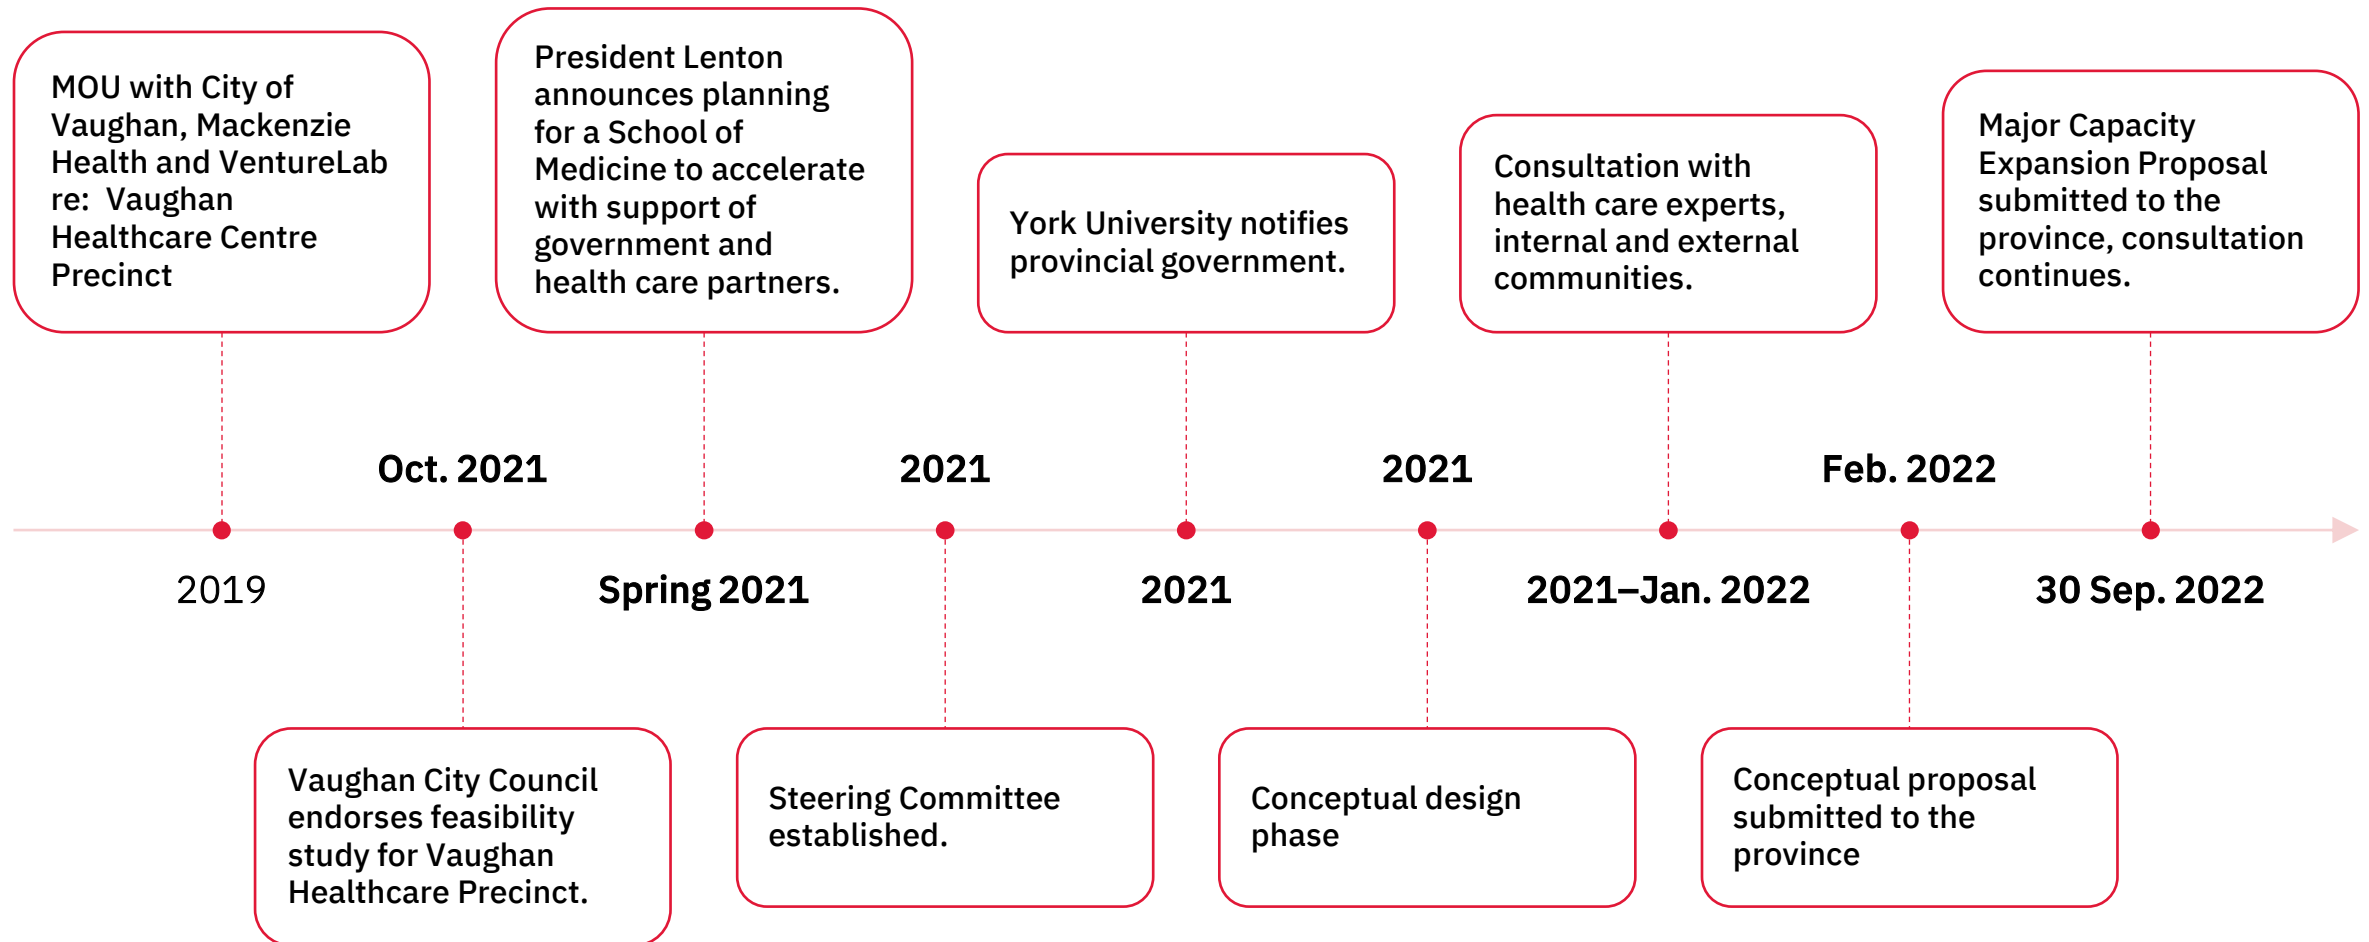 MOU with City of
Vaughan, Mackenzie
Health and VentureLab
re:  Vaughan
Healthcare Centre
Precinct
President Lenton
announces planning
for a School of
Medicine to accelerate
with support of
government and
health care partners.
York University notifies
provincial government.
Consultation with
health care experts,
internal and external
communities.
Major Capacity
Expansion Proposal
submitted to the
province, consultation
continues.
Oct. 2021
2021
2021
Feb. 2022
2019
Spring 2021
2021
2021–Jan. 2022
30 Sep. 2022
Vaughan City Council
endorses feasibility
study for Vaughan
Healthcare Precinct.
Steering Committee
established.
Conceptual design
phase
Conceptual proposal
submitted to the
province